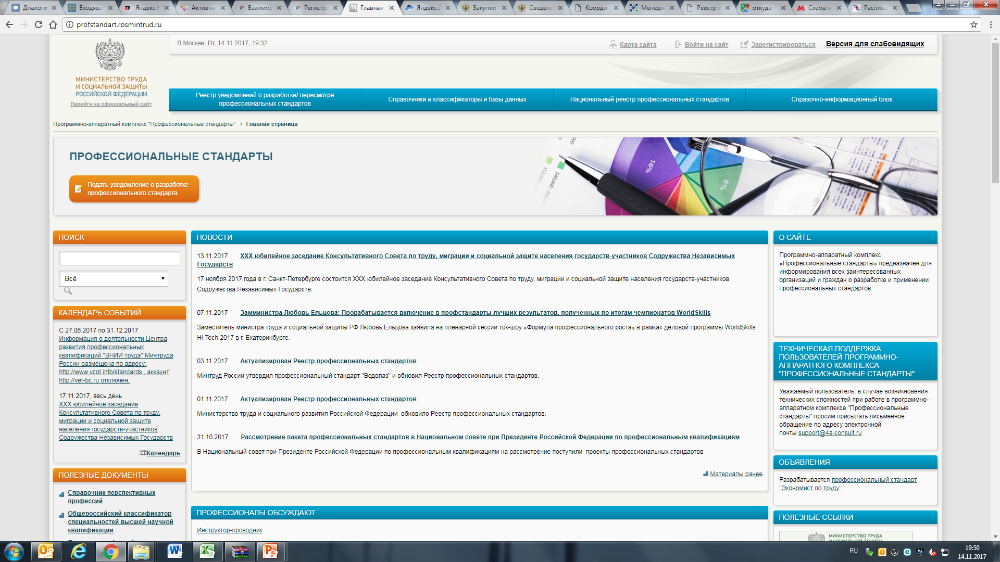 Диалоги
Входящи
Яндекс.Н
Активнь
Взаимод
Регистра
Главная
Яндекс.Д
Закупки
Сведени
Коорди
Менедж
Реестр с
откуда:
Схема м
Расписа
profstandart.rosmintrud.ru
В Москве: Вт, 14.11.2017, 19:32
Карта сайта
Войти на сайт
Зарегистрироваться
Версия для слабовидящих
МИНИСТЕРСТВО ТРУДА
И СОЦИАЛЬНОЙ ЗАЩИТЫ
РОССИЙСКОЙ ФЕДЕРАЦИИ
Перейти на официальный сайт
Реестр уведомлений о разработке/ пересмотре
профессиональных стандартов
Справочники и классификаторы и базы данных
Национальный реестр профессиональных стандартов
Справочно-информационный блок
Программно-аппаратный комплекс "Профессиональные стандарты"
Главная страница
ПРОФЕССИОНАЛЬНЫЕ СТАНДАРТЫ
Подать уведомление о разработке
профессионального стандарта
16%
8%
$50,000
$40,000
ПОИСК
Всё
КАЛЕНДАРЬ СОБЫТИЙ
С 27.06.2017 по 31.12.2017
Информация о деятельности Центра
развития профессиональных
квалификаций "ВНИИ труда" Минтруда
России размещена по адресу:
http://www.vcot.info/standards , аккаунт
http://vet-bc.ru отключен.
17.11.2017, весь день
XXX юбилейное заседание
Консультативного Совета по труду,
миграции и социальной защите
населения государств-участников
Содружества Независимых Государств
Календарь
ПОЛЕЗНЫЕ ДОКУМЕНТЫ
Справочник перспективных
профессий
Общероссийский классификатор
специальностей высшей научной
квалификации
НОВОСТИ
13.11.2017 XXX юбилейное заседание Консультативного Совета по труду, миграции и социальной защите населения государств-участников Содружества Независимых
Государств
17 ноября 2017 года в г. Санкт-Петербурге состоится XXX юбилейное заседание Консультативного Совета по труду, миграции и социальной защите населения государств-участников
Содружества Независимых Государств.
07.11.2017 Замминистра Любовь Ельцова: Прорабатывается включение в профстандарты лучших результатов, полученных по итогам чемпионатов WorldSkills
Заместитель министра труда и социальной защиты РФ Любовь Ельцова заявила на пленарной сессии ток-шоу «Формула профессионального роста» в рамках деловой программы WorldSkills
Hi-Tech 2017 в г. Екатеринбурге.
03.11.2017 Актуализирован Реестр профессиональных стандартов
Минтруд России утвердил профессиональный стандарт "Водолаз" и обновил Реестр профессиональных стандартов.
01.11.2017 Актуализирован Реестр профессиональных стандартов
Министерство труда и социального развития Российской Федерации обновило Реестр профессиональных стандартов.
31.10.2017 Рассмотрение пакета профессиональных стандартов в Национальном совете при Президенте Российской Федерации по профессиональным квалификациям
В Национальный совет при Президенте Российской Федерации по профессиональным квалификациям на рассмотрение поступили проекты профессиональных стандартов
Материалы ранее
ПРОФЕССИОНАЛЫ ОБСУЖДАЮТ
Инструктор-проводник
О САЙТЕ
Программно-аппаратный комплекс
«Профессиональные стандарты» предназначен для
информирования всех заинтересованных
организаций и граждан о разработке и применении
профессиональных стандартов.
ТЕХНИЧЕСКАЯ ПОДДЕРЖКА
ПОЛЬЗОВАТЕЛЕЙ ПРОГРАММНО-
АППАРАТНОГО КОМПЛЕКСА
"ПРОФЕССИОНАЛЬНЫЕ СТАНДАРТЫ"
Уважаемый пользователь, в случае возникновения
технических сложностей при работе в программно-
аппаратном комплексе "Профессиональные
стандарты" просим присылать письменное
обращение по адресу электронной
почты support@4a-consult.ru
ОБЪЯВЛЕНИЯ
Разрабатывается профессиональный стандарт
"Экономист по труду"
ПОЛЕЗНЫЕ ССЫЛКИ
МИНИСТЕРСТВО ТРУДА
RU
19:50
14.11.2017